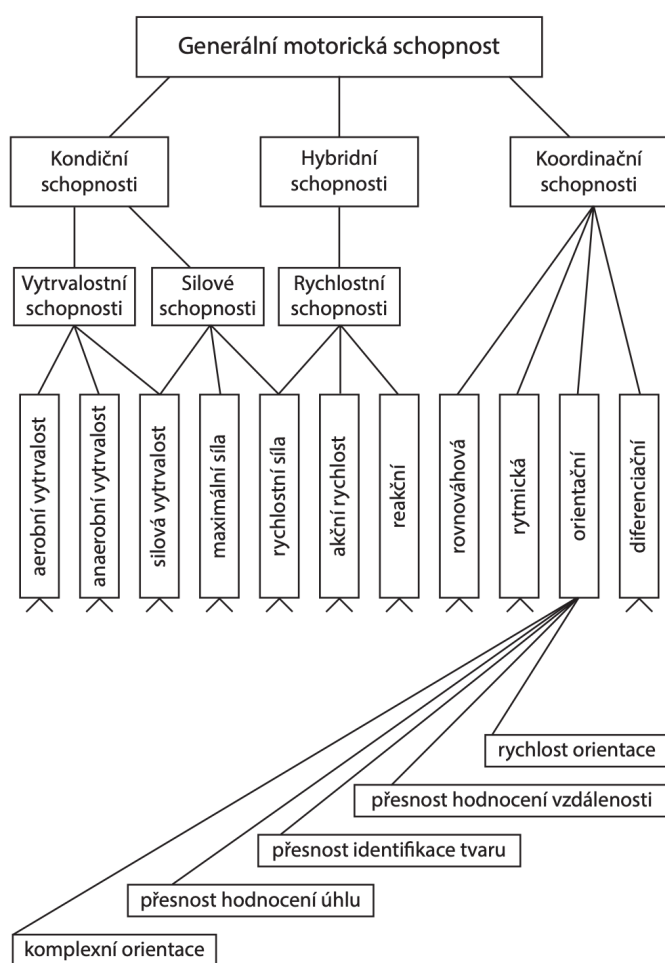 Generální motorická schopnost
Kondiční
schopnosti
Hybridní
schopnosti
Koordinační
schopnosti
Vytrvalostní
schopnosti
Silové
schopnosti
Rychlostní
schopnosti
aerobní vytrvalost
anaerobní vytrvalost
silová vytrvalost
maximální síla
rychlostní síla
akční rychlost
reakční
rovnováhová
rytmická
orientační
diferenciační
rychlost orientace
přesnost hodnocení vzdálenosti
přesnost identifikace tvaru
přesnost hodnocení úhlu
komplexní orientace